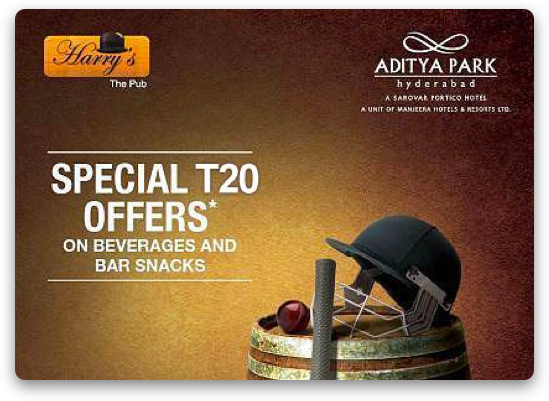 Harry's
The Pub
ADITYA PARK
hyderabad
A SAROVAR PORTICO HOTEL
A UNIT OF MANJEERA HOTELS & RESORTS LTD.
SPECIAL T20
OFFERS*
ON BEVERAGES AND
BAR SNACKS